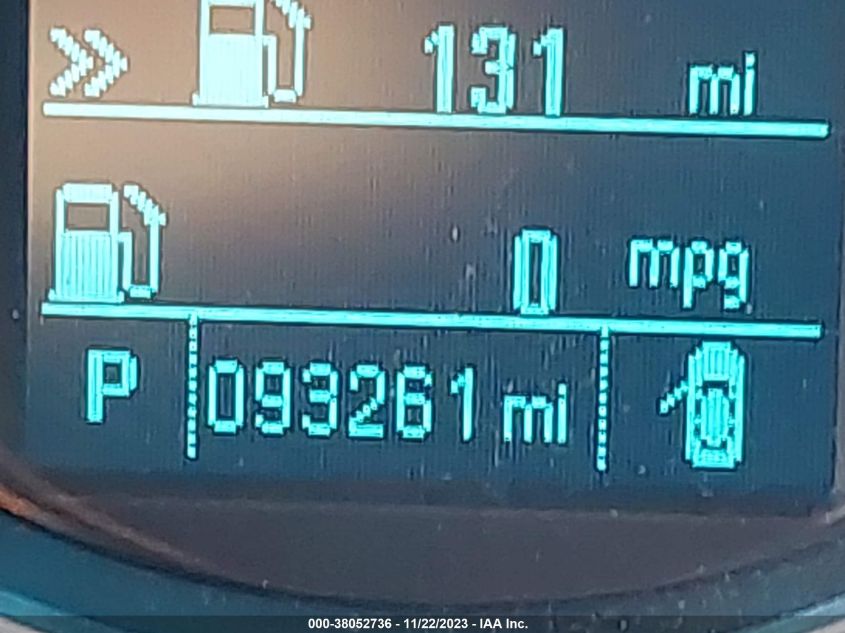 131 mi
0 mpg
P 093261 mi
000-38052736 - 11/22/2023 - IAA Inc.